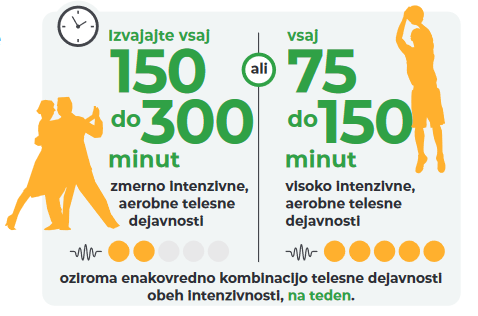 Izvajajte vsaj
150
do 300
minut
zmerno intenzivne,
aerobne telesne
dejavnosti
ali
vsaj
75
do 150
minut
visoko intenzivne,
aerobne telesne
dejavnosti
oziroma enakovredno kombinacijo telesne dejavnosti
obeh intenzivnosti, na teden.